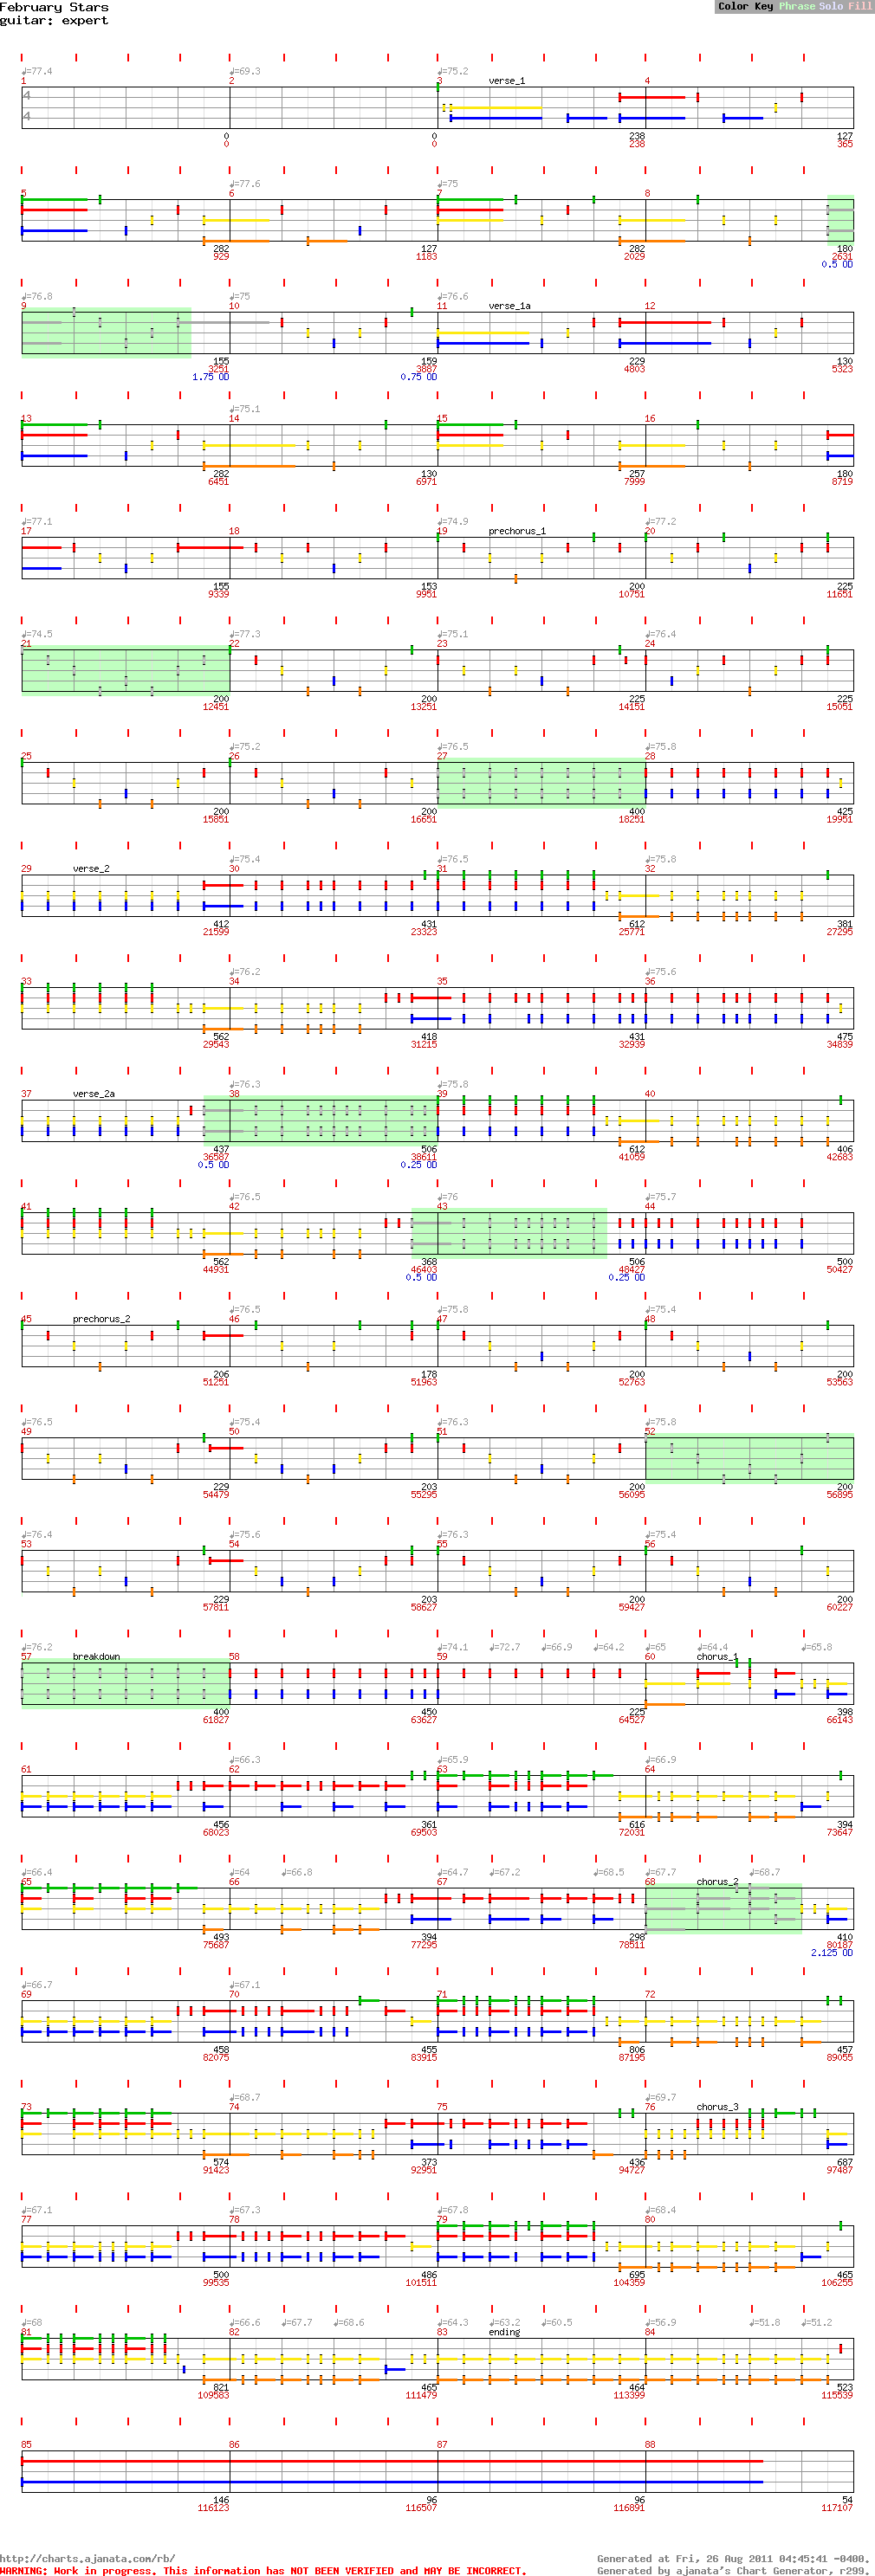 February Stars
guitar: expert
Color Key Phrase Solo Fill
♩=77.4 ♩=69.3 ♩=75.2
1 2 3 verse_1 4
4
4
0 0 238 127
0 0 238 365
♩=77.6 ♩=75
5 6 7 8
282 127 282 180
929 1183 2029 2631
0.5 OD
♩=76.8 ♩=75 ♩=76.6
9 10 11 verse_1a 12
155 159 229 130
3251 3887 4803 5323
1.75 OD 0.75 OD
♩=75.1
13 14 15 16
282 130 257 180
6451 6971 7999 8719
♩=77.1 ♩=74.9 ♩=77.2
17 18 19 prechorus_1 20
155 153 200 225
9339 9951 10751 11651
♩=74.5 ♩=77.3 ♩=75.1 ♩=76.4
21 22 23 24
200 200 225 225
12451 13251 14151 15051
♩=75.2 ♩=76.5 ♩=75.8
25 26 27 28
200 200 400 425
15851 16651 18251 19951
♩=75.4 ♩=76.5 ♩=75.8
29 verse_2 30 31 32
412 431 612 381
21599 23323 25771 27295
♩=76.2 ♩=75.6
33 34 35 36
562 418 431 475
29543 31215 32939 34839
♩=76.3 ♩=75.8
37 verse_2a 38 39 40
437 506 612 406
36587 38611 41059 42683
0.5 OD 0.25 OD
♩=76.5 ♩=76 ♩=75.7
41 42 43 44
562 368 506 500
44931 46403 48427 50427
0.5 OD 0.25 OD
♩=76.5 ♩=75.8 ♩=75.4
45 prechorus_2 46 47 48
206 178 200 200
51251 51963 52763 53563
♩=76.5 ♩=75.4 ♩=76.3 ♩=75.8
49 50 51 52
229 203 200 200
54479 55295 56095 56895
♩=76.4 ♩=75.6 ♩=76.3 ♩=75.4
53 54 55 56
229 203 200 200
57811 58627 59427 60227
♩=76.2 ♩=74.1 ♩=72.7 ♩=66.9 ♩=64.2 ♩=65 ♩=64.4 ♩=65.8
57 breakdown 58 59 60 chorus_1
400 450 225 398
61827 63627 64527 66143
♩=66.3 ♩=65.9 ♩=66.9
61 62 63 64
456 361 616 394
68023 69503 72031 73647
♩=66.4 ♩=64 ♩=66.8 ♩=64.7 ♩=67.2 ♩=68.5 ♩=67.7 ♩=68.7
65 66 67 68 chorus_2
493 394 298 410
75687 77295 78511 80187
2.125 OD
♩=66.7 ♩=67.1
69 70 71 72
458 455 806 457
82075 83915 87195 89055
♩=68.7 ♩=69.7
73 74 75 76 chorus_3
574 373 436 687
91423 92951 94727 97487
♩=67.1 ♩=67.3 ♩=67.8 ♩=68.4
77 78 79 80
500 486 695 465
99535 101511 104359 106255
♩=68 ♩=66.6 ♩=67.7 ♩=68.6 ♩=64.3 ♩=63.2 ♩=60.5 ♩=56.9 ♩=51.8 ♩=51.2
81 82 83 ending 84
821 465 464 523
109583 111479 113399 115539
85 86 87 88
146 96 96 54
116123 116507 116891 117107
http://charts.ajanata.com/rb/ Generated at Fri, 26 Aug 2011 04:45:41 -0400.
WARNING: Work in progress. This information has NOT BEEN VERIFIED and MAY BE INCORRECT. Generated by ajanata's Chart Generator, r299.